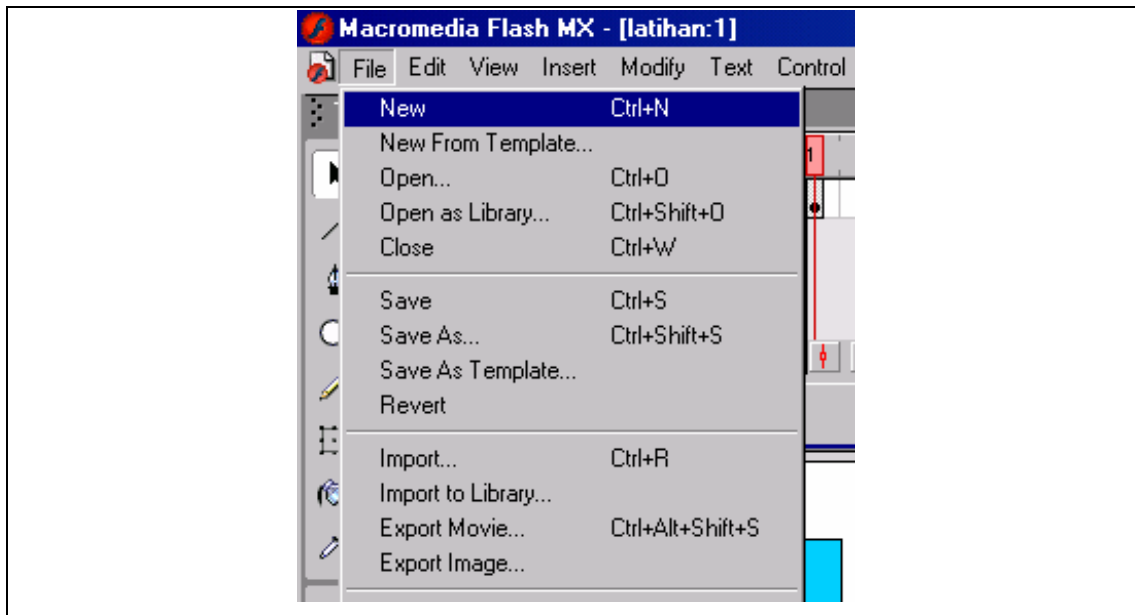 Macromedia Flash MX - [latihan:1]
File Edit View Insert Modify Text Control
New Ctrl+N
New From Template...
1
Open... Ctrl+O
Open as Library... Ctrl+Shift+O
Close Ctrl+W
Save Ctrl+S
Save As... Ctrl+Shift+S
Save As Template...
Revert
Import... Ctrl+R
Import to Library...
Export Movie... Ctrl+Alt+Shift+S
Export Image...